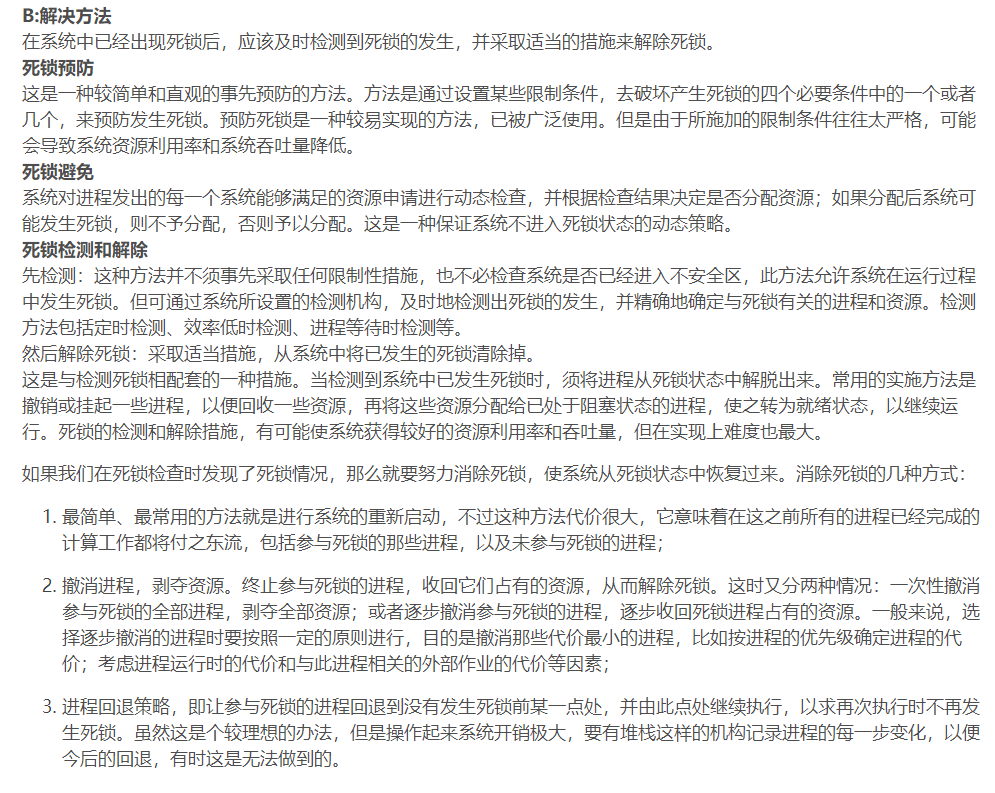 B:解决方法
在系统中已经出现死锁后，应该及时检测到死锁的发生，并采取适当的措施来解除死锁。
死锁预防
这是一种较简单和直观的事先预防的方法。方法是通过设置某些限制条件，去破坏产生死锁的四个必要条件中的一个或者
几个，来预防发生死锁。预防死锁是一种较易实现的方法，已被广泛使用。但是由于所施加的限制条件往往太严格，可能
会导致系统资源利用率和系统吞吐量降低。
死锁避免
系统对进程发出的每一个系统能够满足的资源申请进行动态检查，并根据检查结果决定是否分配资源；如果分配后系统可
能发生死锁，则不予分配，否则予以分配。这是一种保证系统不进入死锁状态的动态策略。
死锁检测和解除
先检测：这种方法并不须事先采取任何限制性措施，也不必检查系统是否已经进入不安全区，此方法允许系统在运行过程
中发生死锁。但可通过系统所设置的检测机构，及时地检测出死锁的发生，并精确地确定与死锁有关的进程和资源。检测
方法包括定时检测、效率低时检测、进程等待时检测等。
然后解除死锁：采取适当措施，从系统中将已发生的死锁清除掉。
这是与检测死锁相配套的一种措施。当检测到系统中已发生死锁时，须将进程从死锁状态中解脱出来。常用的实施方法是
撤销或挂起一些进程，以便回收一些资源，再将这些资源分配给已处于阻塞状态的进程，使之转为就绪状态，以继续运
行。死锁的检测和解除措施，有可能使系统获得较好的资源利用率和吞吐量，但在实现上难度也最大。
如果我们在死锁检查时发现了死锁情况，那么就要努力消除死锁，使系统从死锁状态中恢复过来。消除死锁的几种方式：
1. 最简单、最常用的方法就是进行系统的重新启动，不过这种方法代价很大，它意味着在这之前所有的进程已经完成的
计算工作都将付之东流，包括参与死锁的那些进程，以及未参与死锁的进程；
2. 撤消进程，剥夺资源。终止参与死锁的进程，收回它们占有的资源，从而解除死锁。这时又分两种情况：一次性撤消
参与死锁的全部进程，剥夺全部资源；或者逐步撤消参与死锁的进程，逐步收回死锁进程占有的资源。一般来说，选
择逐步撤消的进程时要按照一定的原则进行，目的是撤消那些代价最小的进程，比如按进程的优先级确定进程的代
价；考虑进程运行时的代价和与此进程相关的外部作业的代价等因素；
3. 进程回退策略，即让参与死锁的进程回退到没有发生死锁前某一点处，并由此点处继续执行，以求再次执行时不再发
生死锁。虽然这是个较理想的办法，但是操作起来系统开销极大，要有堆栈这样的机构记录进程的每一步变化，以便
今后的回退，有时这是无法做到的。